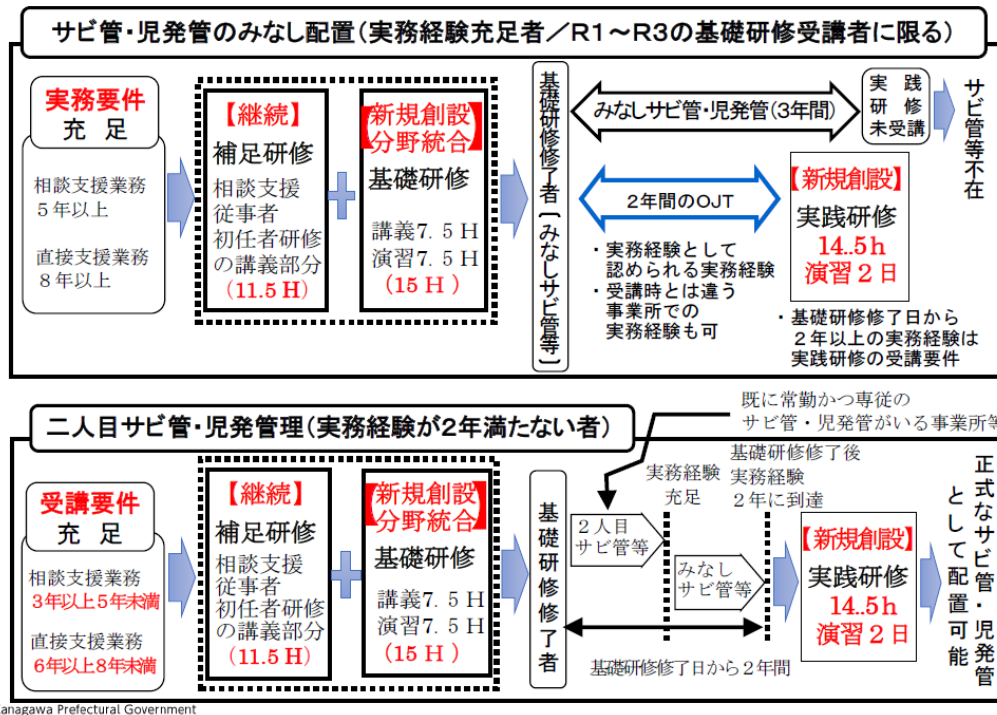 サビ管・児発管のみなし配置(実務経験充足者/R1～R3の基礎研修受講者に限る)
実務要件
充 足
相談支援業務
5年以上
直接支援業務
8年以上
【継続】
補足研修
相談支援
従事者
初任者研修
の講義部分
(11.5 H)
【新規創設】
分野統合
基礎研修
講義7.5 H
演習7.5 H
(15 H )
基礎研修修了者〔みなしサビ管等〕
みなしサビ管・児発管(3年間)
実 践
研 修
未受講
サビ管等不在
2年間のOJT
・実務経験として
認められる実務経験
・受講時とは違う
事業所での
実務経験も可
【新規創設】
実践研修
14..5h
演習2日
・基礎研修修了日から
2年以上の実務経験は
実践研修の受講要件
二人目サビ管・児発管理(実務経験が2年満たない者)
既に常勤かつ専従の
サビ管・児発管がいる事業所等
受講要件
充 足
相談支援業務
3年以上5年未満
直接支援業務
6年以上8年未満
【継続】
補足研修
相談支援
従事者
初任者研修
の講義部分
(11.5 H)
【新規創設】
分野統合
基礎研修
講義7.5 H
演習7.5 H
(15 H )
基礎研修修了者
2人目
サビ管等
実務経験
充足
みなし
サビ管等
基礎研修修了後
実務経験
2年に到達
基礎研修修了日から2年間
【新規創設】
実践研修
14..5h
演習2日
正式なサビ管・児発管
として配置可能
Kanagawa Prefectural Government